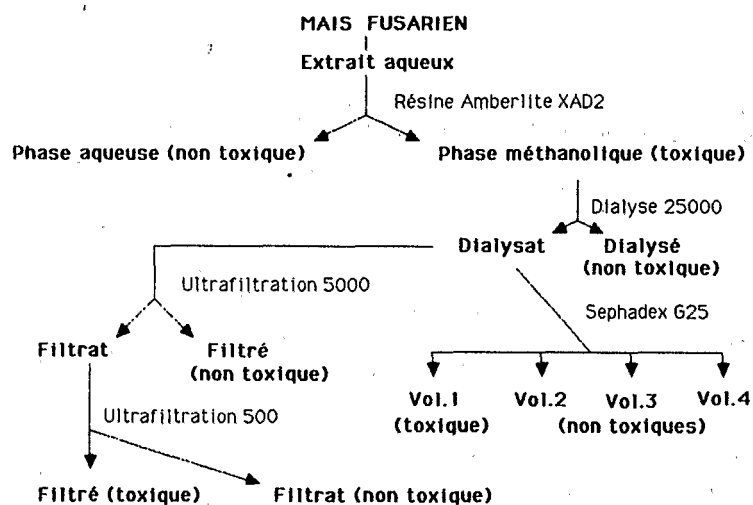 MAIS FUSARIEN
Extrait aqueux
Résine Amberlite XAD2
Phase aqueuse (non toxique) Phase méthanolique (toxique)
Dialyse 25000
Dialysat Dialysé
(non toxique)
Ultrafiltration 5000
Sephadex G25
Filtrat Filtré
(non toxique)
Vol.1 Vol.2 Vol.3 Vol.4
(toxique) (non toxiques)
Ultrafiltration 500
Filtré (toxique) Filtrat (non toxique)